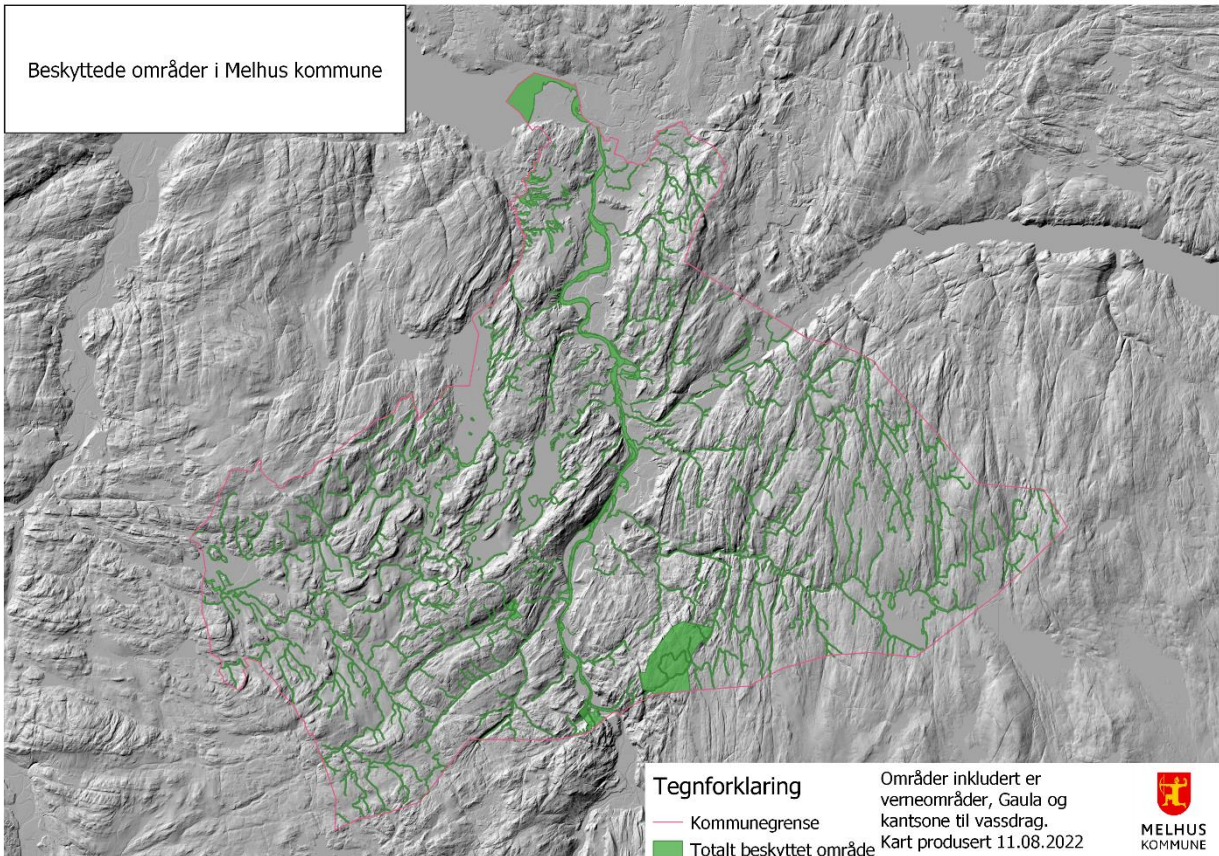 Beskyttede områder i Melhus kommune
Tegnforklaring
Kommunegrense
Totalt beskyttet område
Områder inkludert er
verneområder, Gaula og
kantsone til vassdrag.
Kart produsert 11.08.2022
MELHUS
KOMMUNE